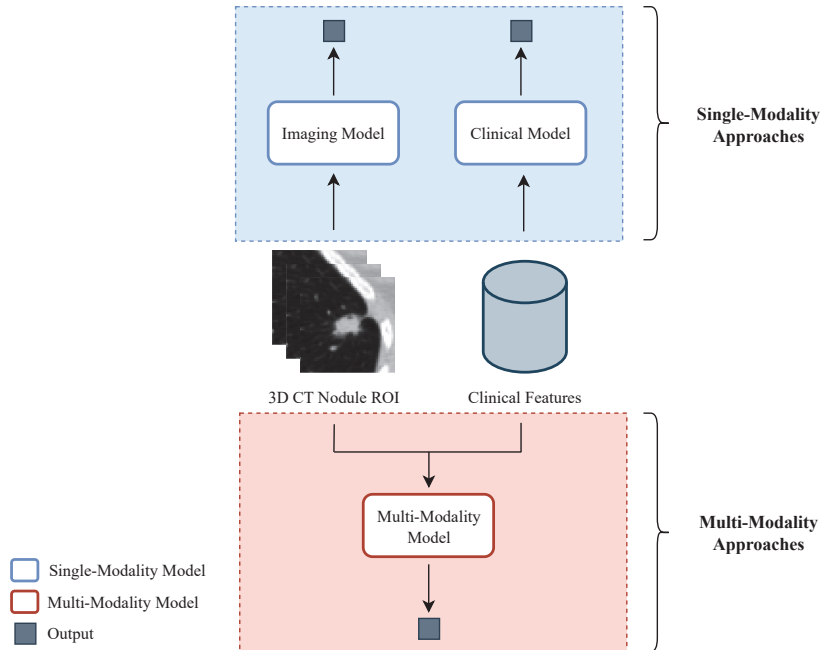 Imaging Model
Clinical Model
Single-Modality
Approaches
3D CT Nodule ROI
Clinical Features
Multi-Modality
Model
Multi-Modality
Approaches
Single-Modality Model
Multi-Modality Model
Output